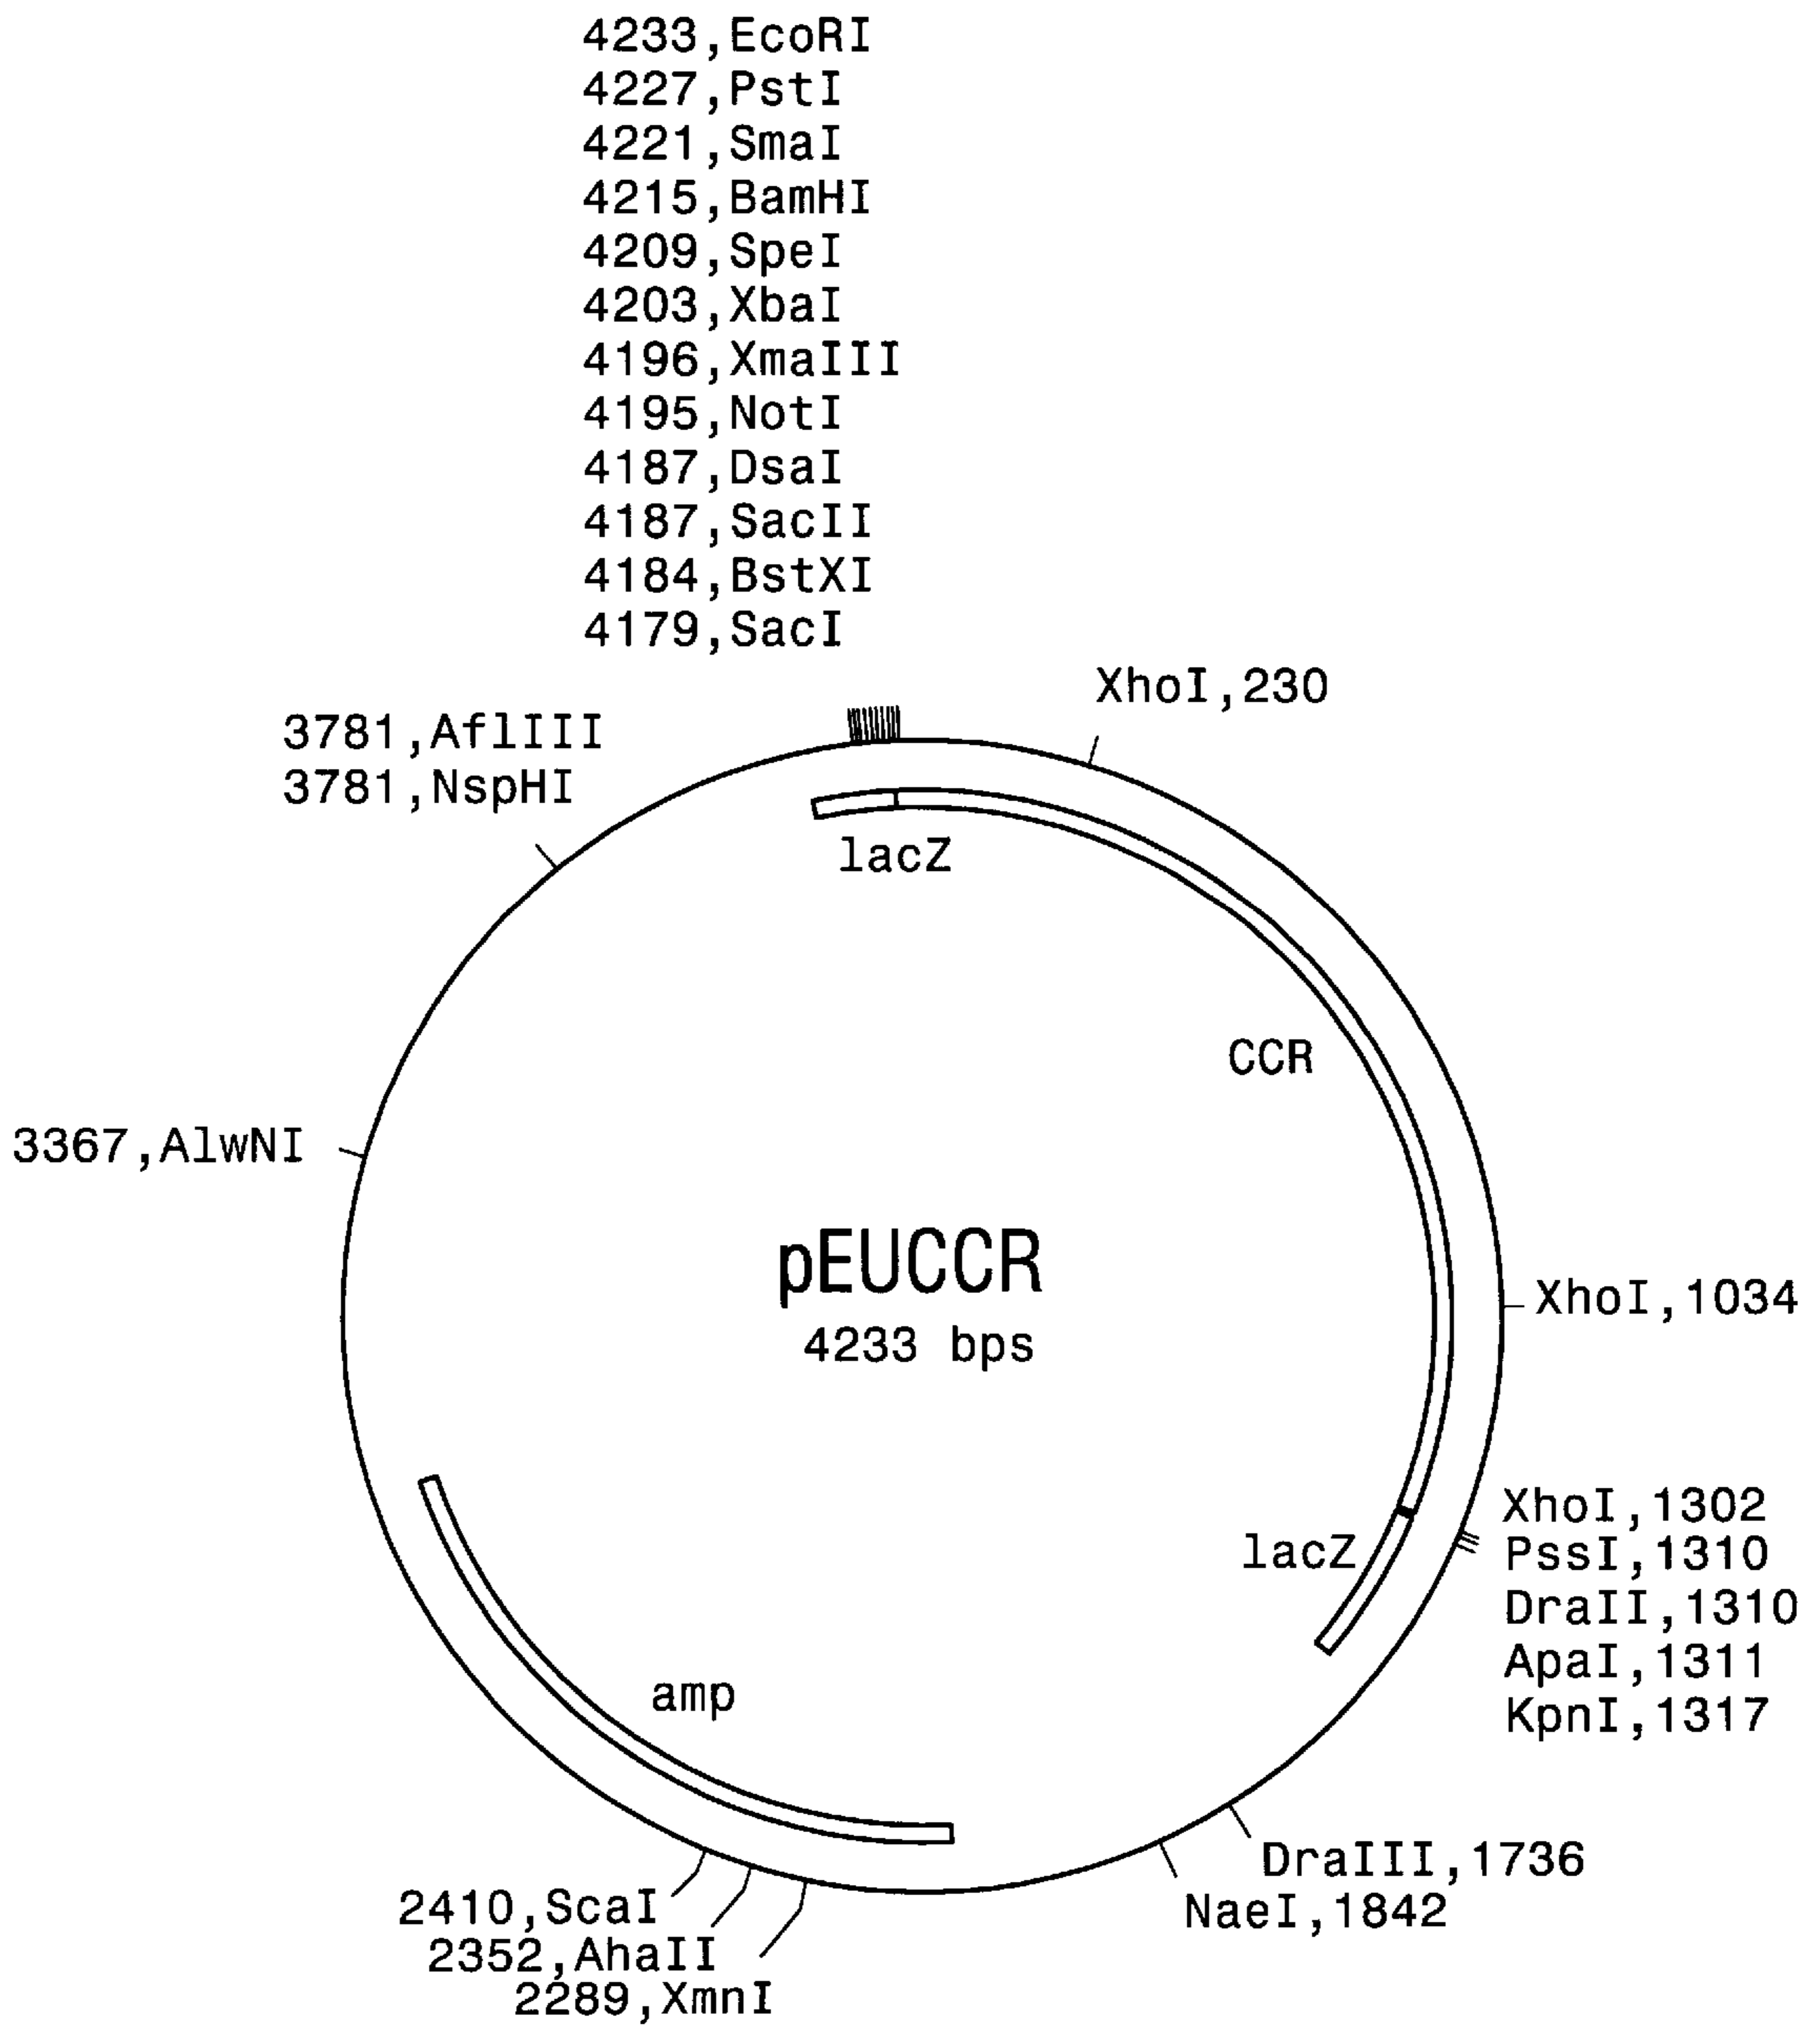 4233,EcoRI
4227,PstI
4221,SmaI
4215,BamHI
4209,SpeI
4203,XbaI
4196,XmaIII
4195,NotI
4187,DsaI
4187,SacII
4184,BstXI
4179,SacI
XhoI,230
3781,AflIII
3781,NspHI
lacZ
CCR
3367,AlwNI
pEUCCR
4233 bps
XhoI,1034
XhoI,1302
PssI,1310
DraII,1310
ApaI,1311
KpnI,1317
lacZ
amp
DraIII,1736
NaeI,1842
2410,ScaI
2352,AhaII
2289,XmnI